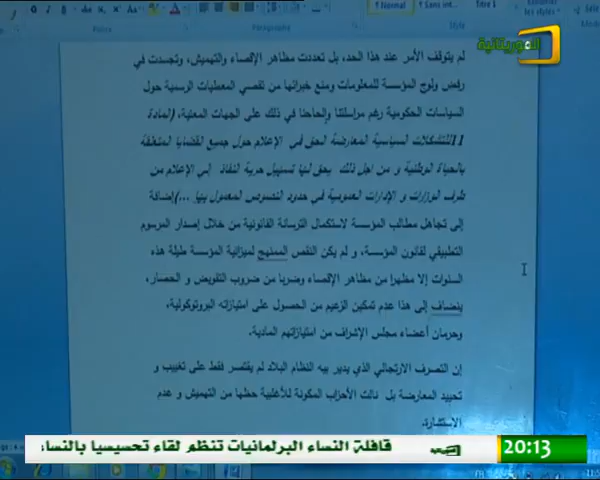 الموريتانية
لم يتوقف الأمر عند هذا الحد، بل تعددت مظاهر الإقصاء والتهميش، وتجسدت في
رفض ولوج المؤسسة للمعلومات ومنع خبرائها من تقصي المعطيات الرسمية حول
السياسات الحكومية رغم مراسلتنا وإلحاحنا في ذلك على الجهات المعنية، (المادة
11للتشكلات السياسية المعارضة الحق في الإعلام حول جميع القضايا المتعلقة
بالحياة الوطنية و من اجل ذلك يحق لها تسهيل حرية النفاذ إلى الإعلام من
طرف الوزارات و الإدارات العمومية في حدود النصوص المعمول بها ...)إضافة
إلى تجاهل مطالب المؤسسة لاستكمال الترسانة القانونية من خلال إصدار المرسوم
التطبيقي لقانون المؤسسة، و لم يكن النقص الممنهج لميزانية المؤسسة طيلة هذه
السنوات إلا مظهرا من مظاهر الإقصاء وضربا من ضروب التقويض و الحصار،
ينضاف إلى هذا عدم تمكين الزعيم من الحصول على امتيازاته البروتوكولية،
وحرمان أعضاء مجلس الإشراف من امتيازاتهم المادية.
إن التصرف الارتجالي الذي يدير به النظام البلاد لم يقتصر فقط على تغييب و
تحييد المعارضة بل نالت الأحزاب المكونة للأغلبية حظها من التهميش و عدم
الاستشارة.
قافلة النساء البرلمانيات تنظم لقاء تحسيسيا بالنسا
20:13